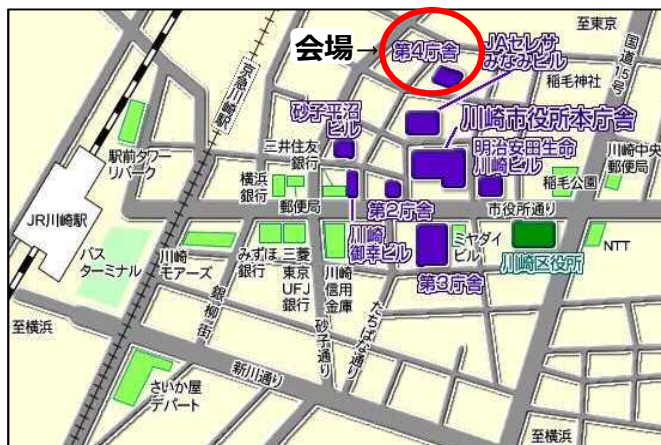 会場→
第4庁舎
JAセレサ
みなみビル
至東京
国道15号
稲毛神社
京急川崎駅
砂子平沼
ビル
川崎市役所本庁舎
明治安田生命
川崎ビル
川崎中央
郵便局
駅前タワー
リパーク
三井住友
銀行
横浜
銀行
郵便局
第2庁舎
稲毛公園
市役所通り
JR川崎駅
バス
ターミナル
川崎
モアーズ
みずほ
銀行
三菱
東京
UFJ
銀行
川崎
信用
金庫
川崎
御幸ビル
第3庁舎
ミヤダイ
ビル
川崎区役所
NTT
銀柳街
砂子通り
たちばな通り
至横浜
新川通り
さいか屋
デパート
至横浜